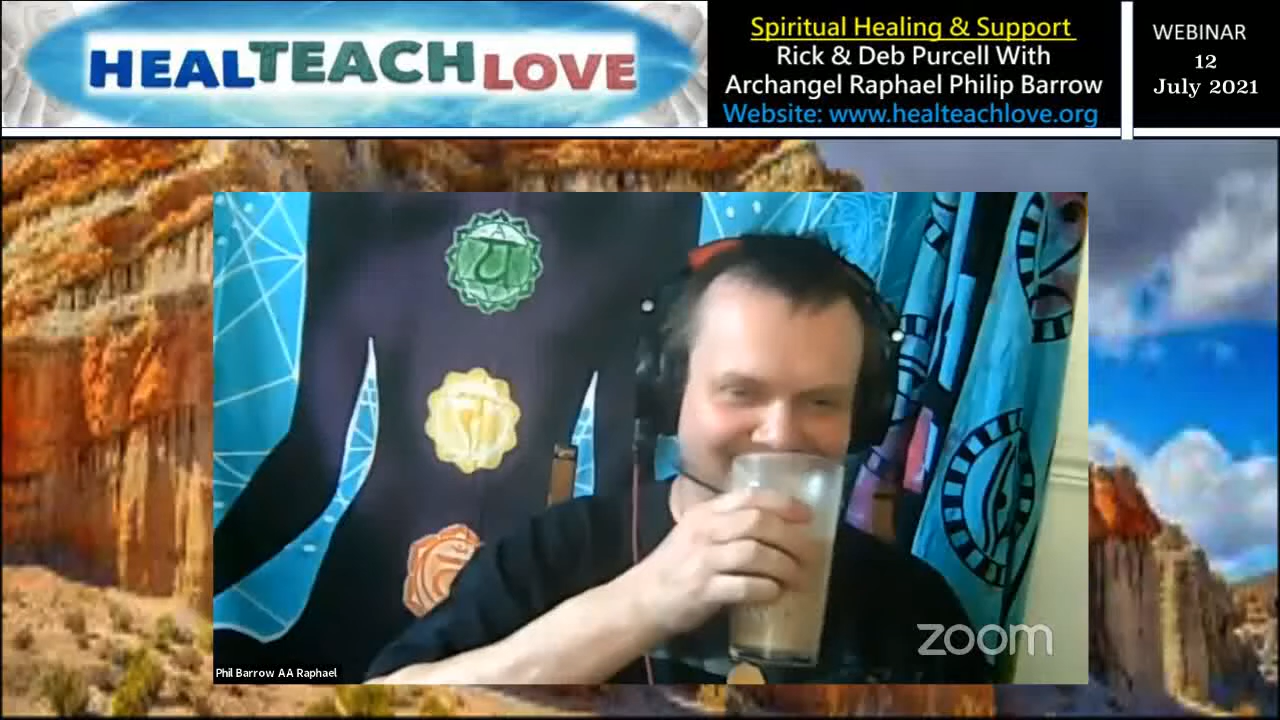 HEALTEACHLOVE
Spiritual Healing & Support
Rick & Deb Purcell With
Archangel Raphael Philip Barrow
Website: www.healteachlove.org
WEBINAR
12
July 2021
zoom
Phil Barrow AA Raphael